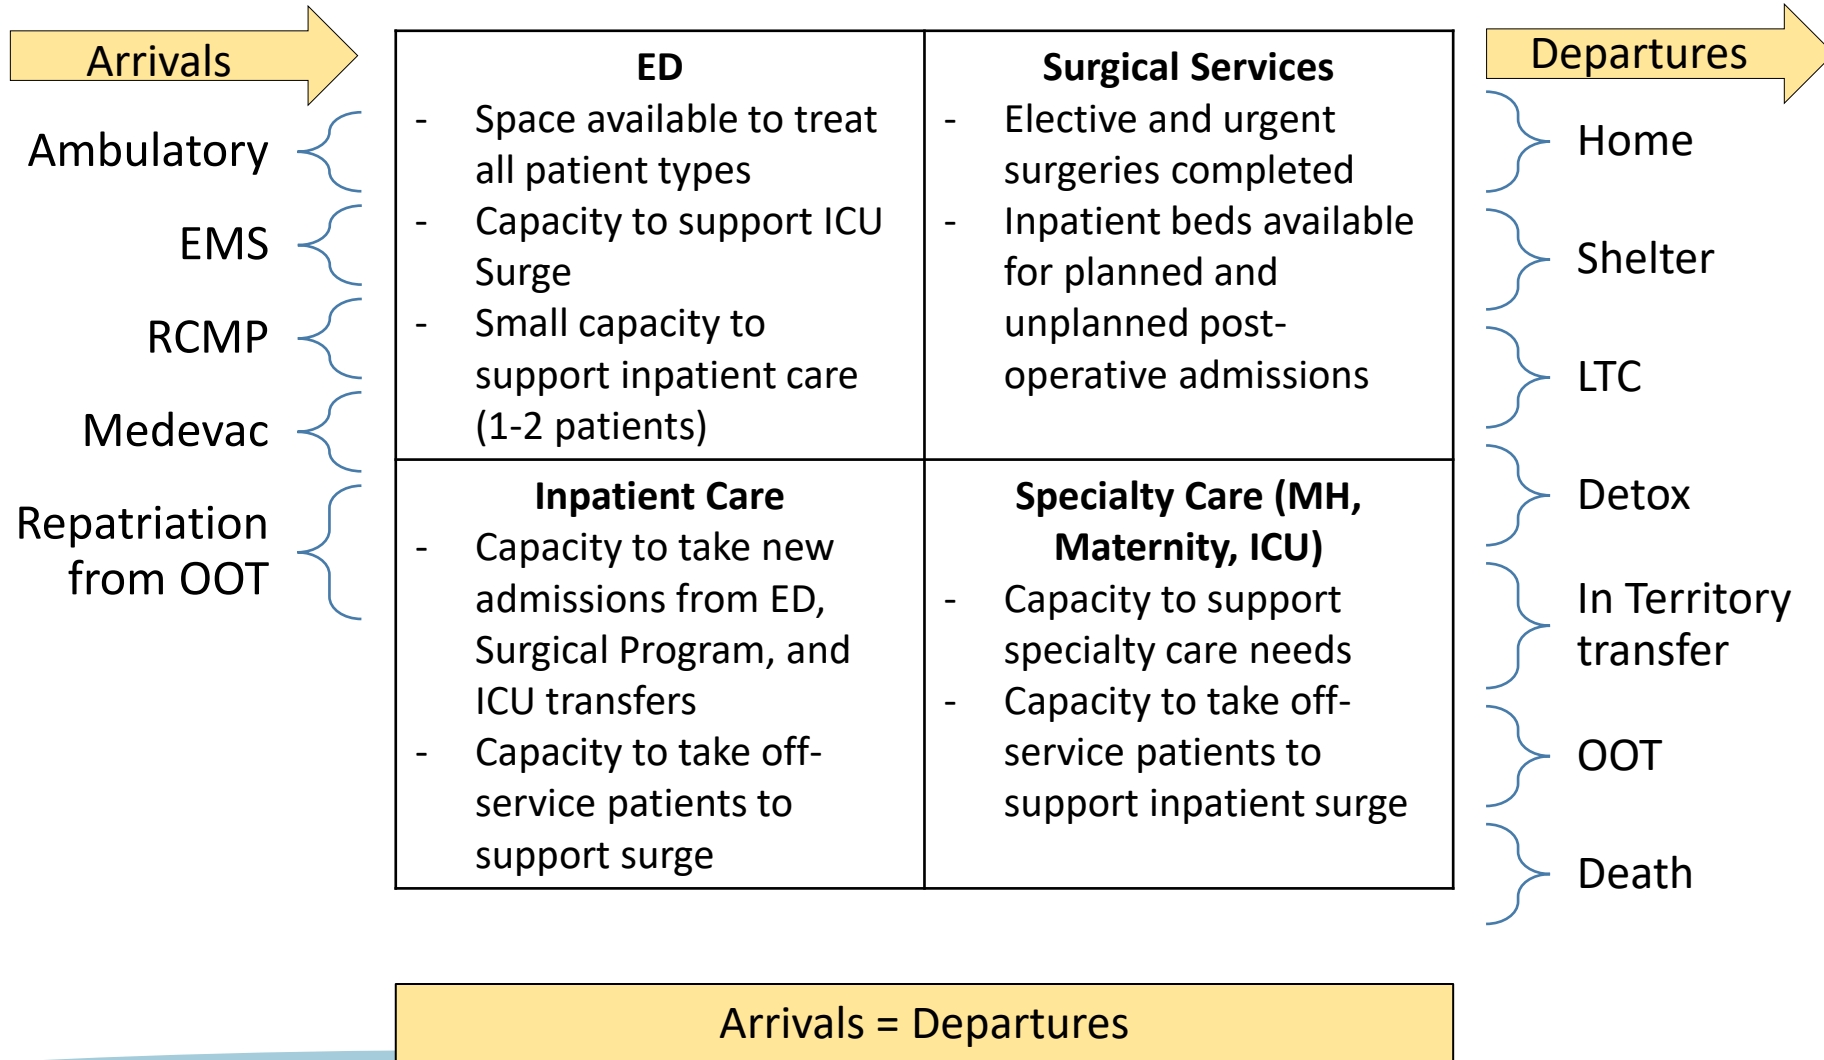 Arrivals
Ambulatory
EMS
RCMP
Medevac
Repatriation
from OOT
ED
- Space available to treat
all patient types
- Capacity to support ICU
Surge
- Small capacity to
support inpatient care
(1-2 patients)
Surgical Services
- Elective and urgent
surgeries completed
- Inpatient beds available
for planned and
unplanned post-
operative admissions
Inpatient Care
- Capacity to take new
admissions from ED,
Surgical Program, and
ICU transfers
- Capacity to take off-
service patients to
support surge
Specialty Care (MH,
Maternity, ICU)
- Capacity to support
specialty care needs
- Capacity to take off-
service patients to
support inpatient surge
Departures
Home
Shelter
LTC
Detox
In Territory
transfer
OOT
Death
Arrivals = Departures